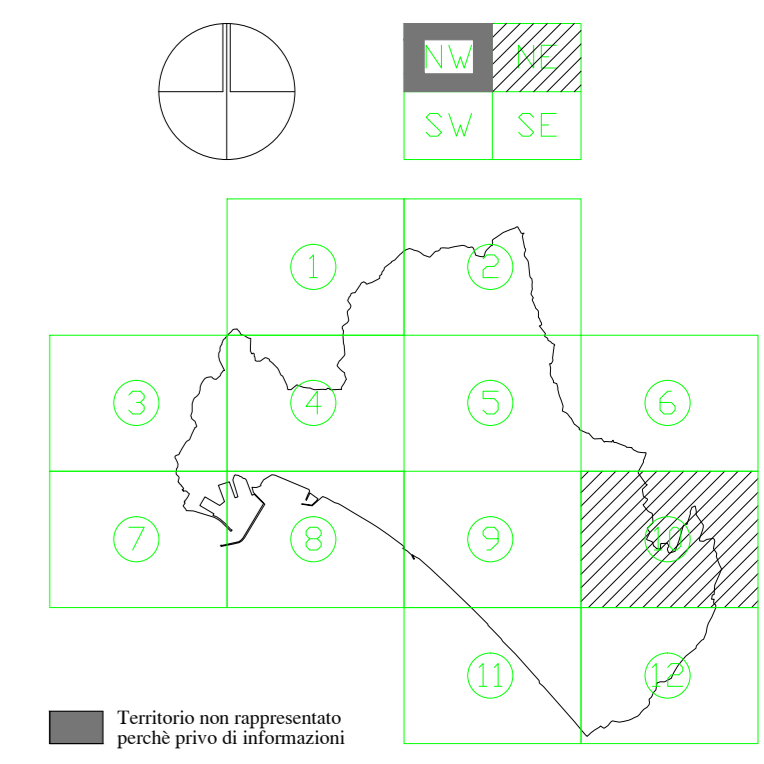 NW NE
SW SE
1 2
3 4 5 6
7 8 9 10
11 12
Territorio non rappresentato
perchè privo di informazioni